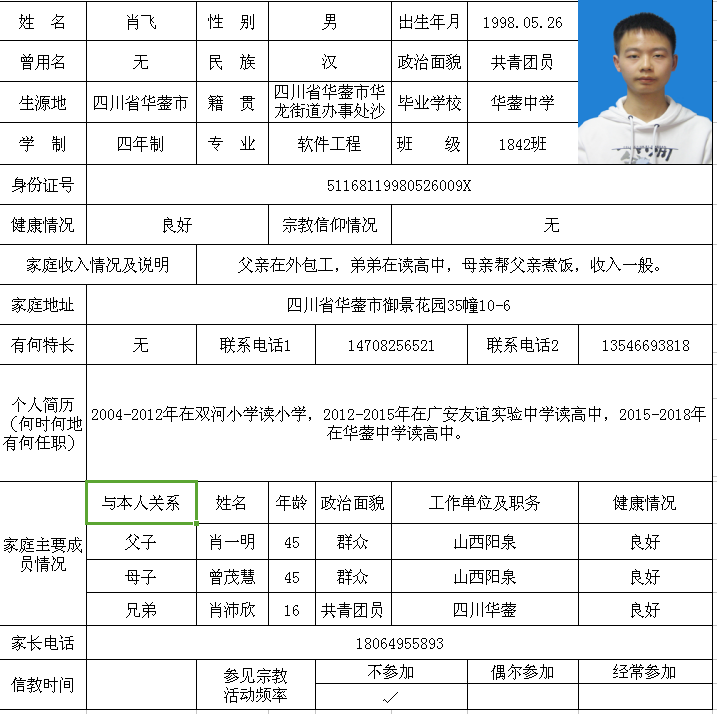 姓 名 肖飞 性 别 男 出生年月 1998.05.26
曾用名 无 民 族 汉 政治面貌 共青团员
生源地 四川省华蓥市 籍 贯 四川省华蓥市华
龙街道办事处沙 毕业学校 华蓥中学
学 制 四年制 专 业 软件工程 班 级 1842班
身份证号 51168119980526009X
健康情况 良好 宗教信仰情况 无
家庭收入情况及说明 父亲在外包工，弟弟在读高中，母亲帮父亲煮饭，收入一般。
家庭地址 四川省华蓥市御景花园35幢10-6
有何特长 无 联系电话1 14708256521 联系电话2 13546693818
个人简历
（何时何地
有何任职）
2004-2012年在双河小学读小学，2012-2015年在广安友谊实验中学读高中，2015-2018年
在华蓥中学读高中。
家庭主要成
员情况
与本人关系 姓名 年龄 政治面貌 工作单位及职务 健康情况
父子 肖一明 45 群众 山西阳泉 良好
母子 曾茂慧 45 群众 山西阳泉 良好
兄弟 肖沛欣 16 共青团员 四川华蓥 良好
家长电话 18064955893
信教时间 参见宗教
活动频率 不参加 偶尔参加 经常参加
✓